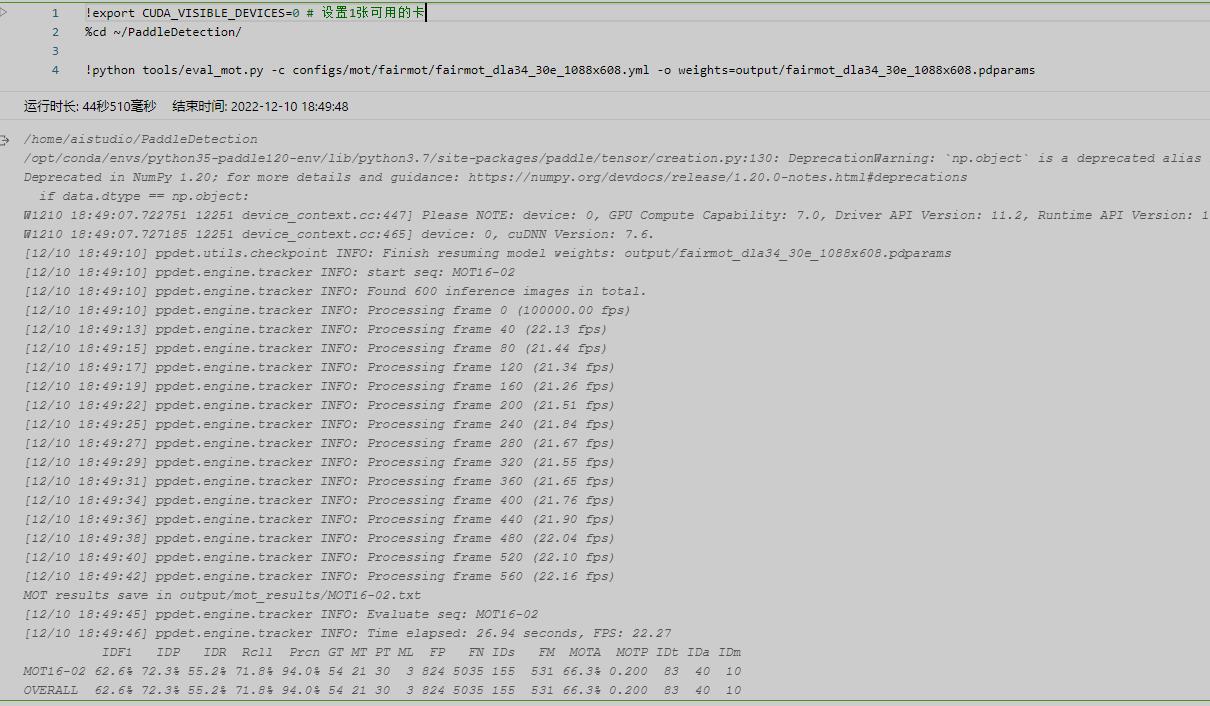 1 !export CUDA_VISIBLE_DEVICES=0 # 设置1张可用的卡
2 %cd ~/PaddleDetection/
3
4 !python tools/eval_mot.py -c configs/mot/fairmot/fairmot_dla34_30e_1088x608.yml -o weights=output/fairmot_dla34_30e_1088x608.pdparams
运行时长: 44秒510毫秒 结束时间: 2022-12-10 18:49:48
/home/aistudio/PaddleDetection
/opt/conda/envs/python35-paddle120-env/lib/python3.7/site-packages/paddle/tensor/creation.py:130: DeprecationWarning: `np.object` is a deprecated alias
Deprecated in NumPy 1.20; for more details and guidance: https://numpy.org/devdocs/release/1.20.0-notes.html#deprecations
if data.dtype == np.object:
W1210 18:49:07.722751 12251 device_context.cc:447] Please NOTE: device: 0, GPU Compute Capability: 7.0, Driver API Version: 11.2, Runtime API Version: 1
W1210 18:49:07.727185 12251 device_context.cc:465] device: 0, cuDNN Version: 7.6.
[12/10 18:49:10] ppdet.utils.checkpoint INFO: Finish resuming model weights: output/fairmot_dla34_30e_1088x608.pdparams
[12/10 18:49:10] ppdet.engine.tracker INFO: start seq: MOT16-02
[12/10 18:49:10] ppdet.engine.tracker INFO: Found 600 inference images in total.
[12/10 18:49:10] ppdet.engine.tracker INFO: Processing frame 0 (100000.00 fps)
[12/10 18:49:13] ppdet.engine.tracker INFO: Processing frame 40 (22.13 fps)
[12/10 18:49:15] ppdet.engine.tracker INFO: Processing frame 80 (21.44 fps)
[12/10 18:49:17] ppdet.engine.tracker INFO: Processing frame 120 (21.34 fps)
[12/10 18:49:19] ppdet.engine.tracker INFO: Processing frame 160 (21.26 fps)
[12/10 18:49:22] ppdet.engine.tracker INFO: Processing frame 200 (21.51 fps)
[12/10 18:49:25] ppdet.engine.tracker INFO: Processing frame 240 (21.84 fps)
[12/10 18:49:27] ppdet.engine.tracker INFO: Processing frame 280 (21.67 fps)
[12/10 18:49:29] ppdet.engine.tracker INFO: Processing frame 320 (21.55 fps)
[12/10 18:49:31] ppdet.engine.tracker INFO: Processing frame 360 (21.65 fps)
[12/10 18:49:34] ppdet.engine.tracker INFO: Processing frame 400 (21.76 fps)
[12/10 18:49:36] ppdet.engine.tracker INFO: Processing frame 440 (21.90 fps)
[12/10 18:49:38] ppdet.engine.tracker INFO: Processing frame 480 (22.04 fps)
[12/10 18:49:40] ppdet.engine.tracker INFO: Processing frame 520 (22.10 fps)
[12/10 18:49:42] ppdet.engine.tracker INFO: Processing frame 560 (22.16 fps)
MOT results save in output/mot_results/MOT16-02.txt
[12/10 18:49:45] ppdet.engine.tracker INFO: Evaluate seq: MOT16-02
[12/10 18:49:46] ppdet.engine.tracker INFO: Time elapsed: 26.94 seconds, FPS: 22.27
IDF1 IDP IDR Rcll Prcn GT MT PT ML FP FN IDs FM MOTA MOTP IDt IDa IDm
MOT16-02 62.6% 72.3% 55.2% 71.8% 94.0% 54 21 30 3 824 5035 155 531 66.3% 0.200 83 40 10
OVERALL 62.6% 72.3% 55.2% 71.8% 94.0% 54 21 30 3 824 5035 155 531 66.3% 0.200 83 40 10